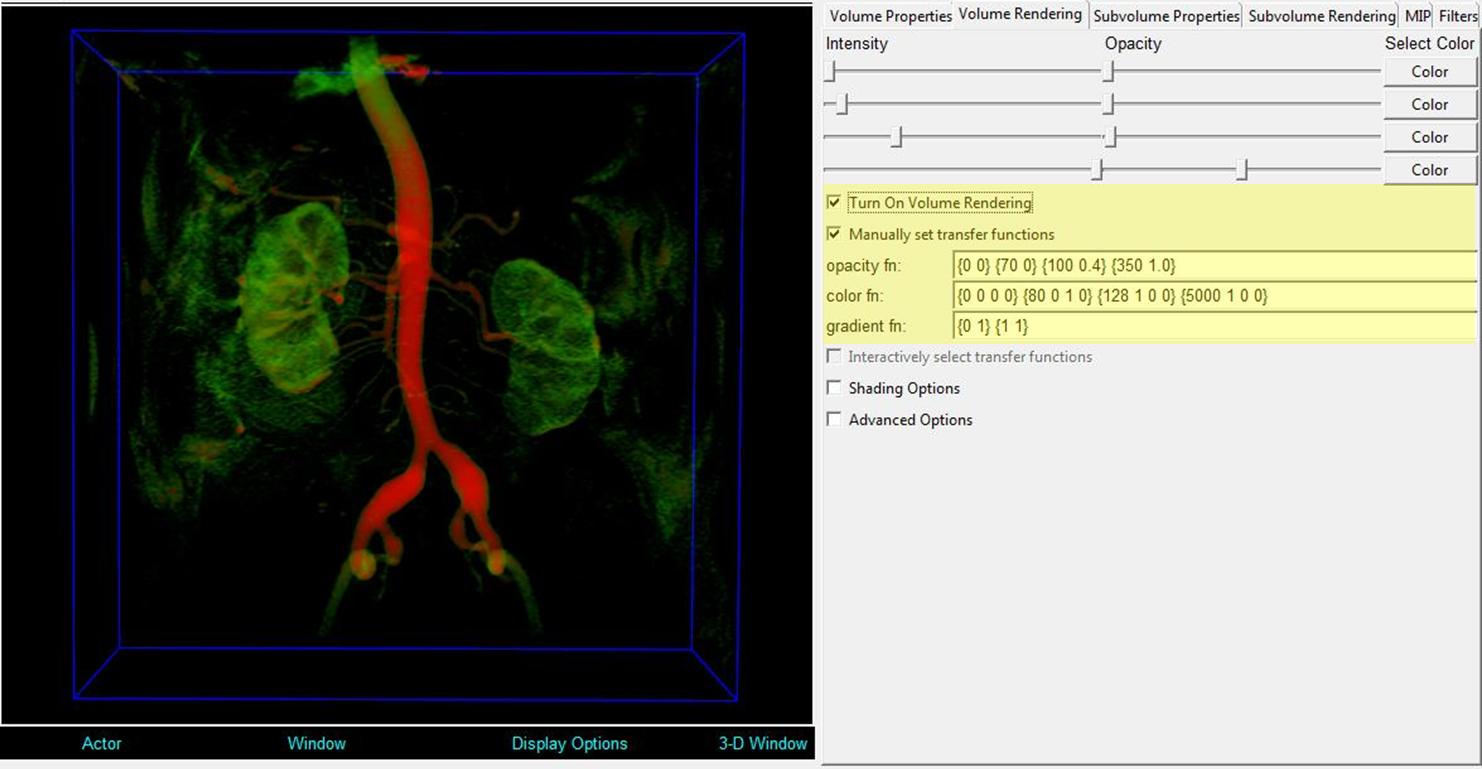 Volume Properties Volume Rendering Subvolume Properties Subvolume Rendering MIP Filters
Intensity Opacity Select Color
Color
Color
Color
Color
Turn On Volume Rendering
Manually set transfer functions
opacity fn: {0 0} {70 0} {100 0.4} {350 1.0}
color fn: {0 0 0 0} {80 0 1 0} {128 1 0 0} {5000 1 0 0}
gradient fn: {0 1} {1 1}
Interactively select transfer functions
Shading Options
Advanced Options
Actor Window Display Options 3-D Window